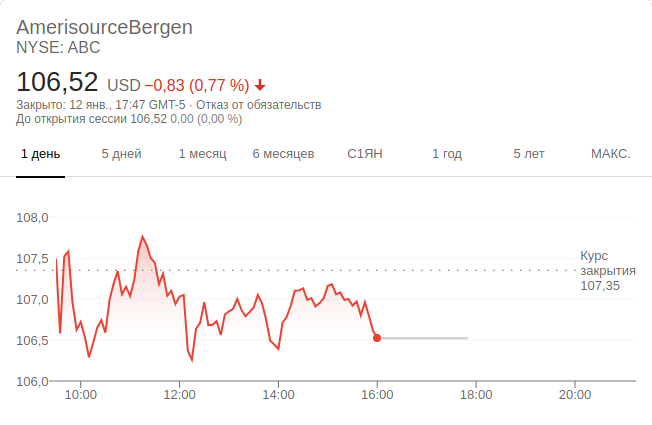 AmerisourceBergen
NYSE: ABC
106,52 USD −0,83 (0,77 %)
Закрыто: 12 янв., 17:47 GMT-5 · Отказ от обязательств
До открытия сессии 106,52 0,00 (0,00 %)
1 день 5 дней 1 месяц 6 месяцев С1ЯН 1 год 5 лет МАКС.
108,0
107,5
107,0
106,5
106,0
Курс
закрытия
107,35
10:00 12:00 14:00 16:00 18:00 20:00